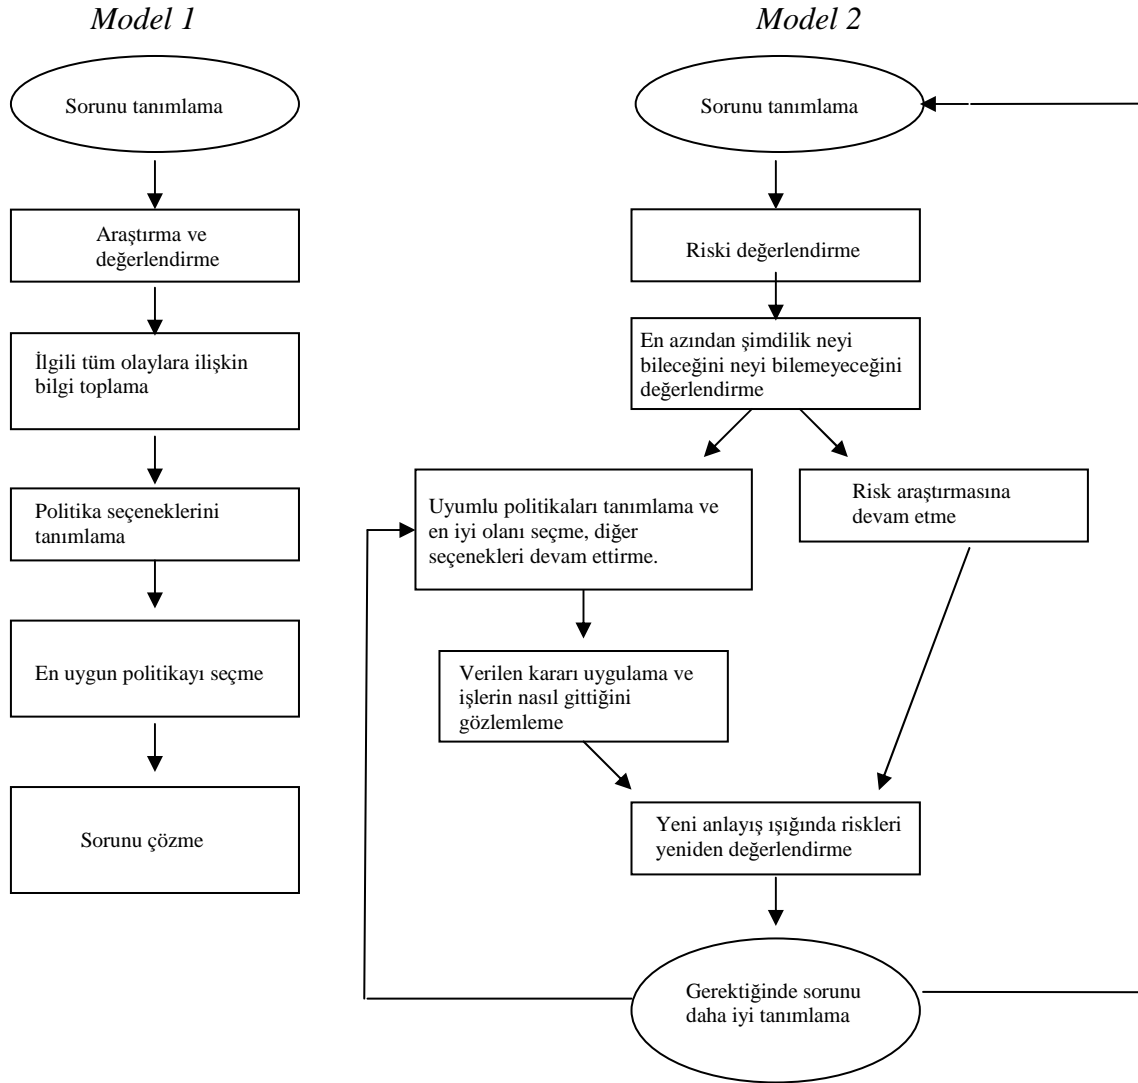 Model 1
Sorunu tanımlama
Araştırma ve
değerlendirme
İlgili tüm olaylara ilişkin
bilgi toplama
Politika seçeneklerini
tanımlama
En uygun politikayı seçme
Sorunu çözme
Model 2
Sorunu tanımlama
Riski değerlendirme
En azından şimdilik neyi
bileceğini neyi bilemeyeceğini
değerlendirme
Uyumlu politikaları tanımlama ve
en iyi olanı seçme, diğer
seçenekleri devam ettirme.
Risk araştırmasına
devam etme
Verilen kararı uygulama ve
işlerin nasıl gittiğini
gözlemleme
Yeni anlayış ışığında riskleri
yeniden değerlendirme
Gerektiğinde sorunu
daha iyi tanımlama